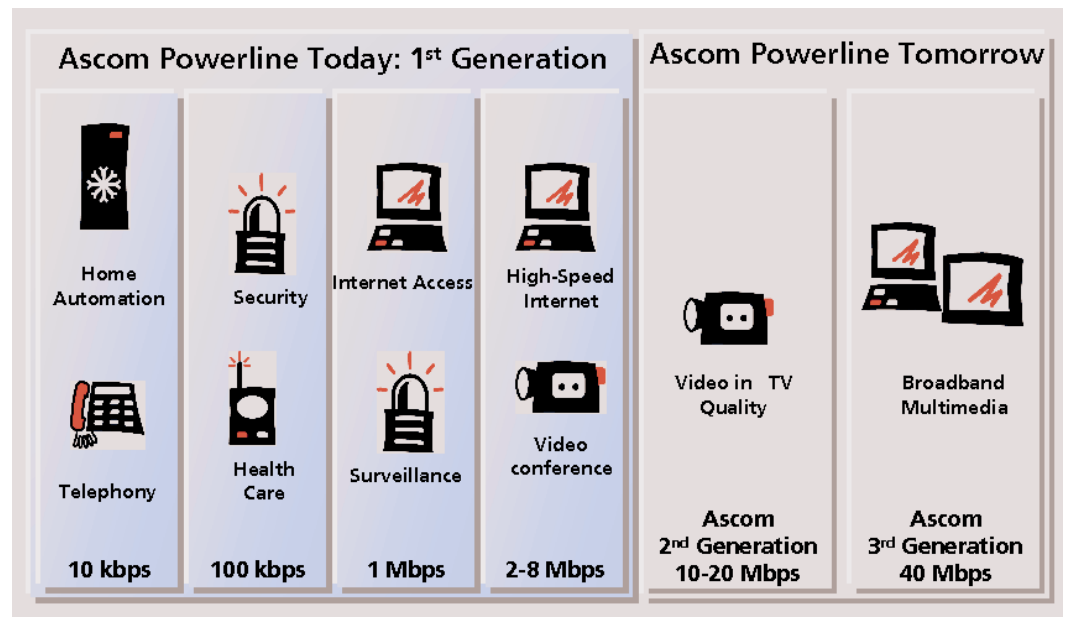 Ascom Powerline Today: 1st Generation
Home
Automation
Telephony
10 kbps
Security
Health
Care
100 kbps
Internet Access
Surveillance
1 Mbps
High-Speed
Internet
Video
conference
2-8 Mbps
Ascom Powerline Tomorrow
Video in TV
Quality
Ascom
2nd Generation
10-20 Mbps
Broadband
Multimedia
Ascom
3rd Generation
40 Mbps